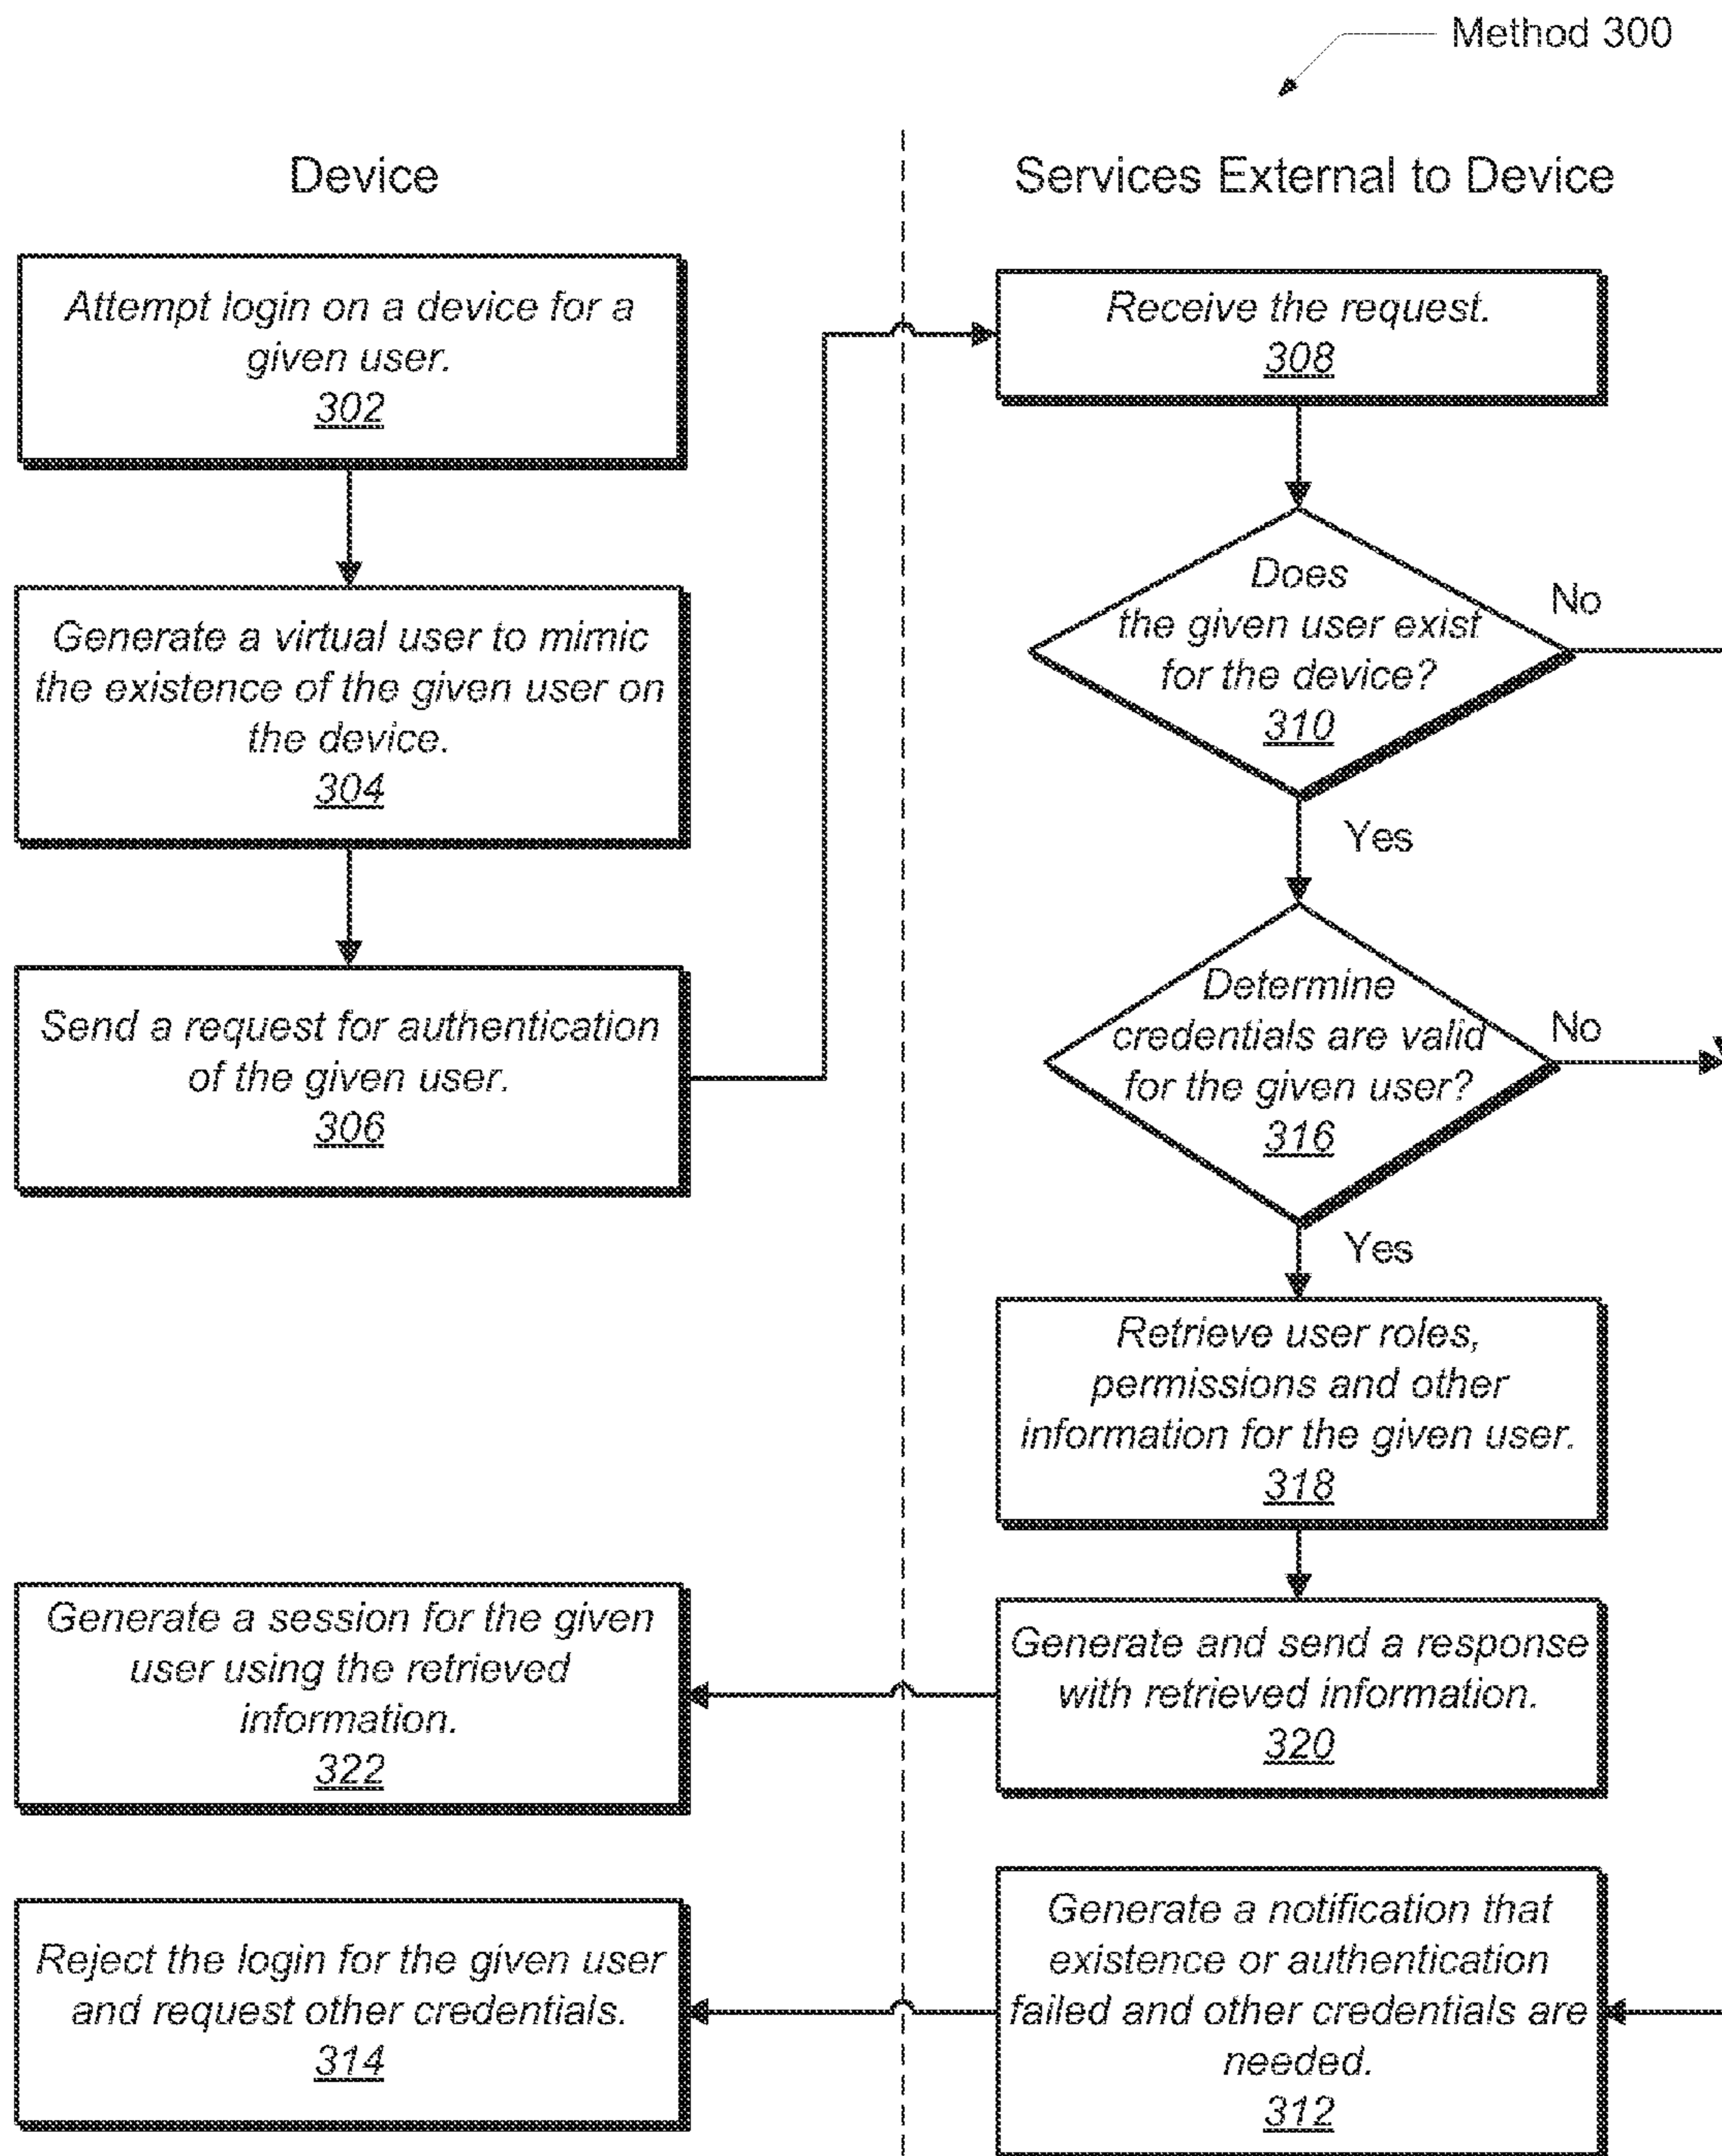 Method 300
Device
Services External to Device
Attempt login on a device for a
given user.
302
Generate a virtual user to mimic
the existence of the given user on
the device.
304
Send a request for authentication
of the given user.
306
Receive the request.
308
Does
the given user exist
for the device?
310
No
Yes
Determine
credentials are valid
for the given user?
316
No
Yes
Retrieve user roles,
permissions and other
information for the given user.
318
Generate and send a response
with retrieved information.
320
Generate a session for the given
user using the retrieved
information.
322
Generate a notification that
existence or authentication
failed and other credentials are
needed.
312
Reject the login for the given user
and request other credentials.
314